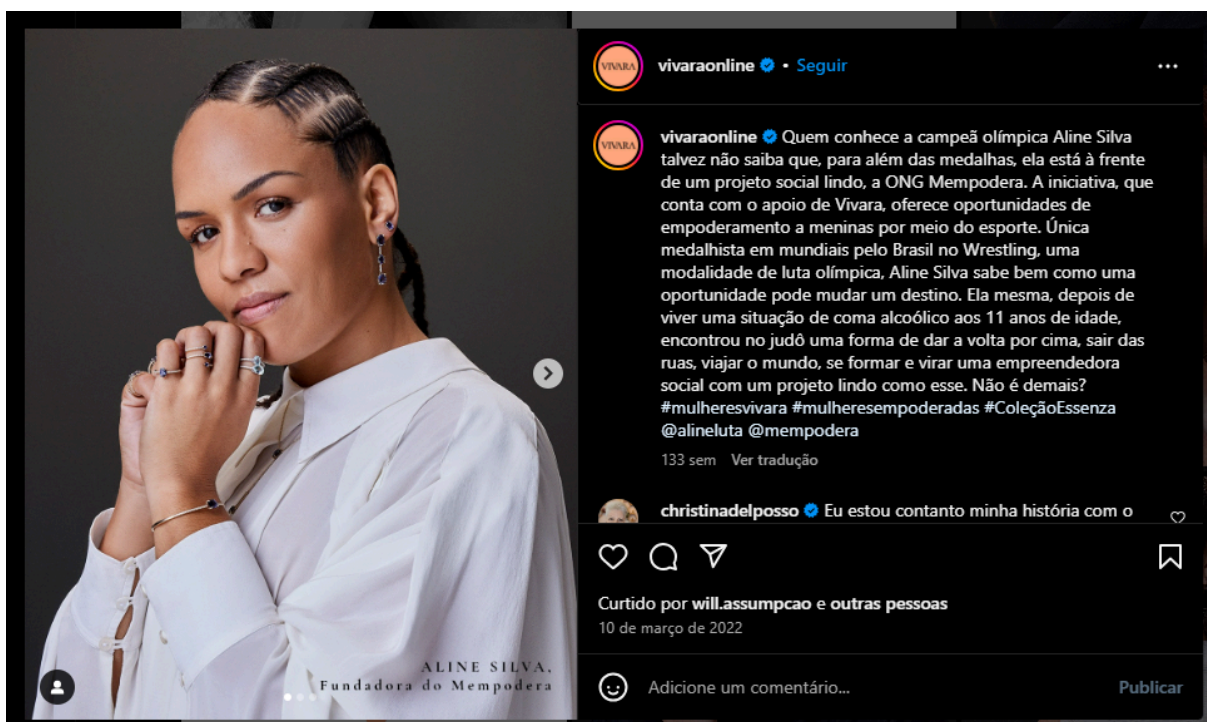 ALINE SILVA,
Fundadora do Mempodera
VIVARA
vivaraonline • Seguir
VIVARA
vivaraonline Quem conhece a campeã olímpica Aline Silva
talvez não saiba que, para além das medalhas, ela está à frente
de um projeto social lindo, a ONG Mempodera. A iniciativa, que
conta com o apoio de Vivara, oferece oportunidades de
empoderamento a meninas por meio do esporte. Única
medalhista em mundiais pelo Brasil no Wrestling, uma
modalidade de luta olímpica, Aline Silva sabe bem como uma
oportunidade pode mudar um destino. Ela mesma, depois de
viver uma situação de coma alcoólico aos 11 anos de idade,
encontrou no judô uma forma de dar a volta por cima, sair das
ruas, viajar o mundo, se formar e virar uma empreendedora
social com um projeto lindo como esse. Não é demais?
#mulheresvivara #mulheresempoderadas #ColeçãoEssenza
@alineluta @mempodera
133 sem Ver tradução
christinadelposso Eu estou contanto minha história com o
Curtido por will.assumpcao e outras pessoas
10 de março de 2022
Adicione um comentário... Publicar